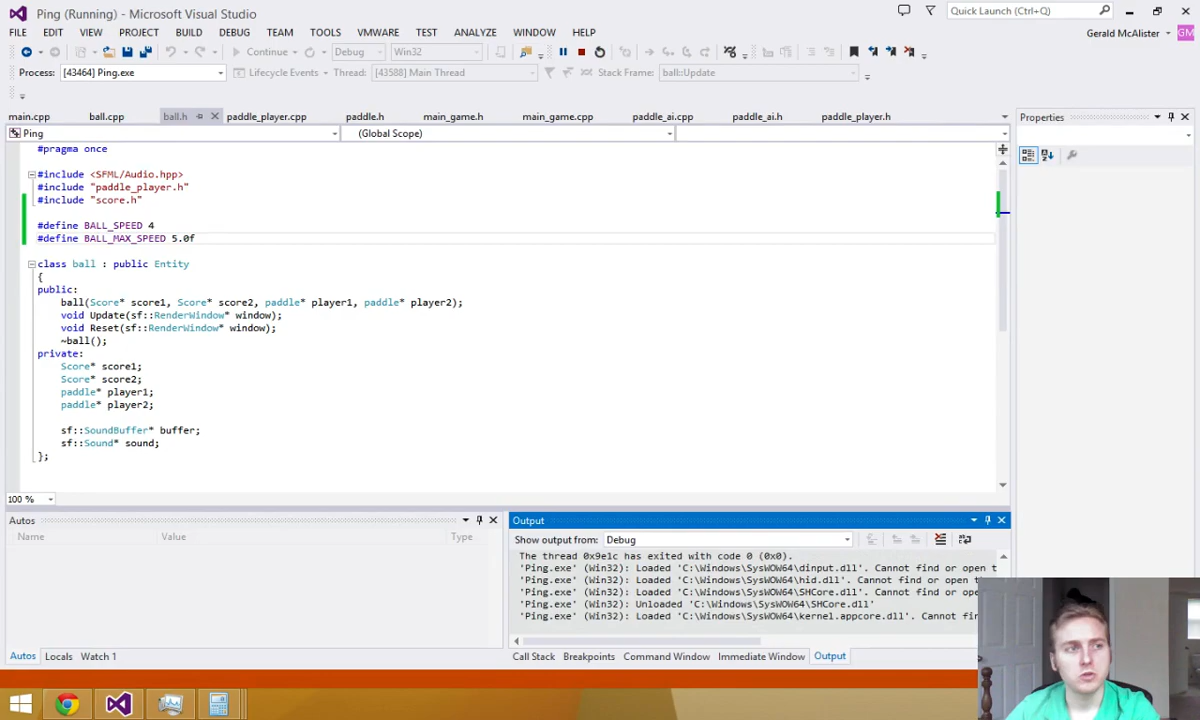 Ping (Running) - Microsoft Visual Studio
Quick Launch (Ctrl+Q)
FILE EDIT VIEW PROJECT BUILD DEBUG TEAM TOOLS VMWARE TEST ANALYZE WINDOW HELP
Gerald McAlister GM
Continue Debug Win32
Process: [43464] Ping.exe Lifecycle Events Thread: [43588] Main Thread Stack Frame: ball::Update
main.cpp ball.cpp ball.h paddle_player.cpp paddle.h main_game.h main_game.cpp paddle_ai.cpp paddle_ai.h paddle_player.h
Properties
Ping (Global Scope)
#pragma once
#include <SFML/Audio.hpp>
#include "paddle_player.h"
#include "score.h"
#define BALL_SPEED 4
#define BALL_MAX_SPEED 5.0f
class ball : public Entity
{
public:
ball(Score* score1, Score* score2, paddle* player1, paddle* player2);
void Update(sf::RenderWindow* window);
void Reset(sf::RenderWindow* window);
~ball();
private:
Score* score1;
Score* score2;
paddle* player1;
paddle* player2;
sf::SoundBuffer* buffer;
sf::Sound* sound;
};
100 %
Autos
Name Value Type
Output
Show output from: Debug
The thread 0x9e1c has exited with code 0 (0x0).
'Ping.exe' (Win32): Loaded 'C:\Windows\SysWOW64\dinput.dll'. Cannot find or open t
'Ping.exe' (Win32): Loaded 'C:\Windows\SysWOW64\hid.dll'. Cannot find or open t
'Ping.exe' (Win32): Loaded 'C:\Windows\SysWOW64\SHCore.dll'. Cannot find or ope
'Ping.exe' (Win32): Unloaded 'C:\Windows\SysWOW64\SHCore.dll'
'Ping.exe' (Win32): Loaded 'C:\Windows\SysWOW64\kernel.appcore.dll'. Cannot fin
Autos Locals Watch 1
Call Stack Breakpoints Command Window Immediate Window Output